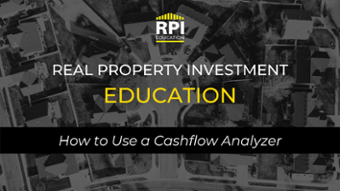 RPI
EDUCATION
REAL PROPERTY INVESTMENT
EDUCATION
How to Use a Cashflow Analyzer